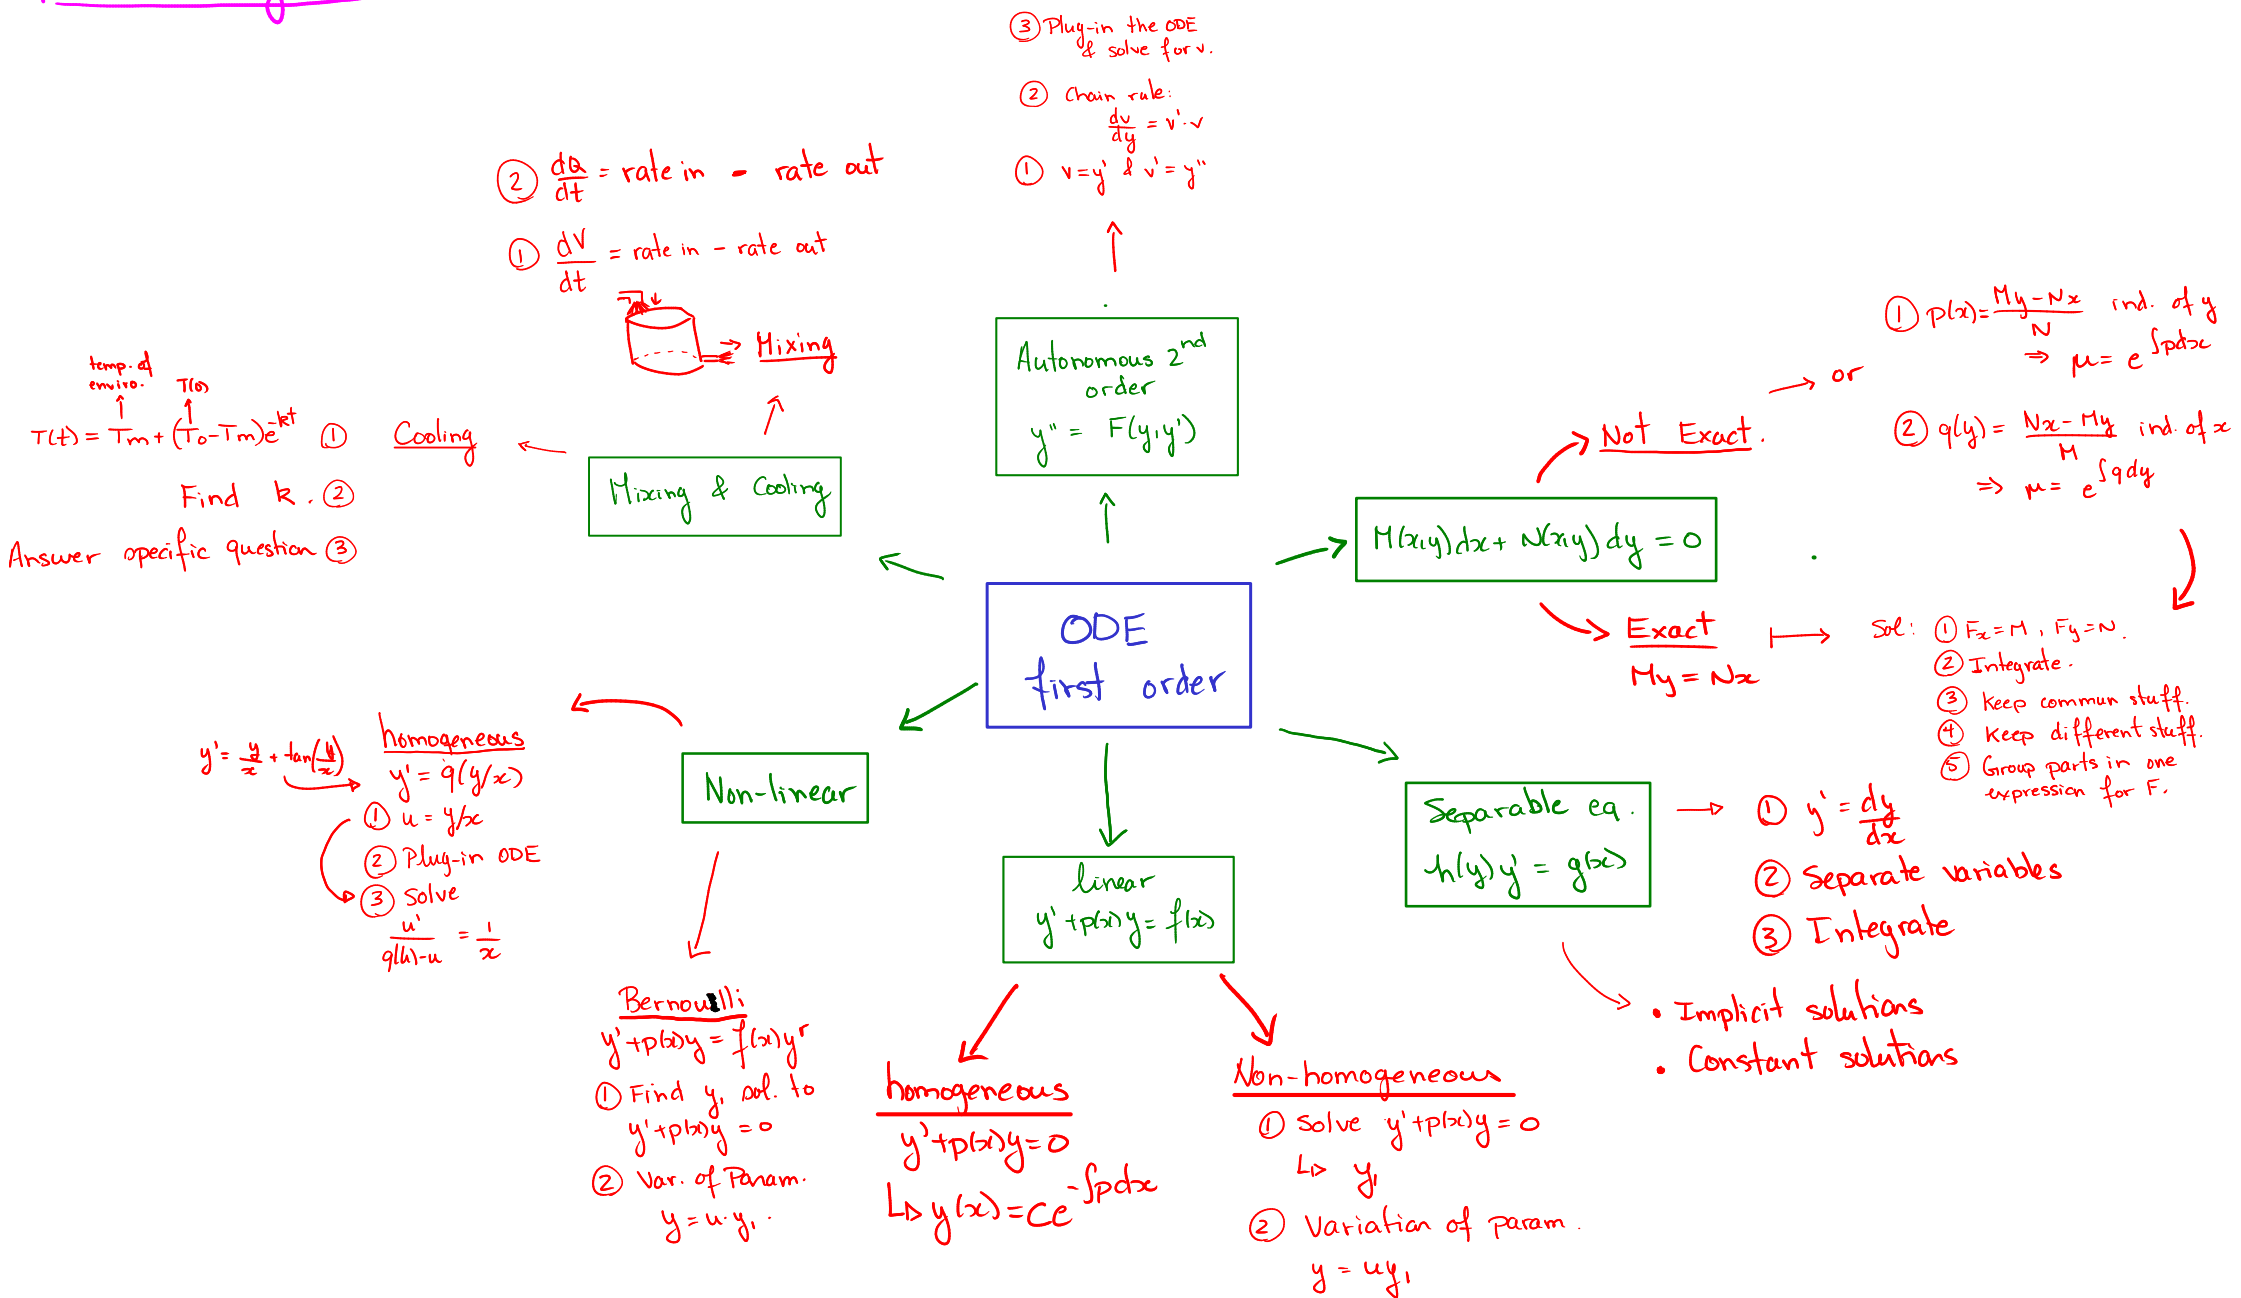 ③ Plug-in the ODE
& solve for v.
② Chain rule:
dv/dy = v'·v
① v=y' & v'=y''
② dQ/dt = rate in - rate out
① dV/dt = rate in - rate out
Mixing
temp. of
enviro.
T(0)
T(t) = Tm + (To-Tm)e^-kt ①
Cooling
Find k. ②
Answer specific question ③
Mixing & Cooling
Autonomous 2nd
order
y'' = F(y,y')
M(x,y)dx + N(x,y)dy = 0
Not Exact.
or
① p(x) = (My-Nx)/N ind. of y
⇒ μ = e^∫pdx
② q(y) = (Nx-My)/M ind. of x
⇒ μ = e^∫qdy
Exact
My = Nx
Sol: ① Fx=M, Fy=N.
② Integrate.
③ Keep commun stuff.
④ Keep different stuff.
⑤ Group parts in one
expression for F.
ODE
first order
Non-linear
homogeneous
y' = y/x + tan(y/x)
y' = q(y/x)
① u = y/x
② Plug-in ODE
③ Solve
u'/(q(u)-u) = 1/x
Bernoulli
y'+p(x)y = f(x)y^r
① Find y₁ sol. to
y'+p(x)y = 0
② Var. of Param.
y = u·y₁.
linear
y'+p(x)y = f(x)
homogeneous
y'+p(x)y=0
↳ y(x) = ce^-∫pdx
Non-homogeneous
① Solve y'+p(x)y = 0
↳ y₁
② Variation of param.
y = uy₁
Separable eq.
h(y)y' = g(x)
① y' = dy/dx
② Separate variables
③ Integrate
• Implicit solutions
• Constant solutions